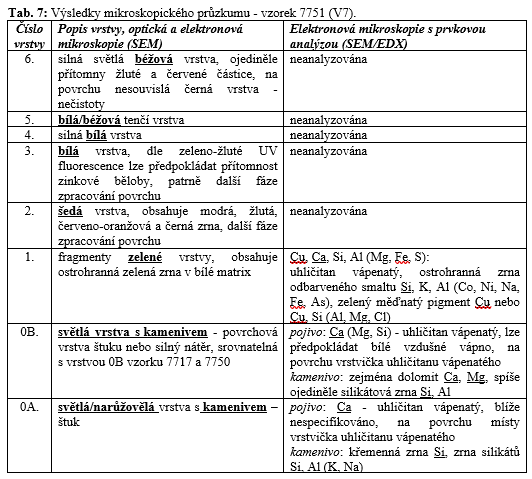 Tab. 7: Výsledky mikroskopického průzkumu - vzorek 7751 (V7).
Číslo vrstvy
Popis vrstvy, optická a elektronová mikroskopie (SEM)
Elektronová mikroskopie s prvkovou analýzou (SEM/EDX)
6.
silná světlá béžová vrstva, ojediněle
přítomny žluté a červené částice, na
povrchu nesouvislá černá vrstva -
nečistoty
neanalyzována
5.
bílá/béžová tenčí vrstva
neanalyzována
4.
silná bílá vrstva
neanalyzována
3.
bílá vrstva, dle zeleno-žluté UV
fluorescence lze předpokládat přítomnost
zinkové běloby, patrně další fáze
zpracování povrchu
neanalyzována
2.
šedá vrstva, obsahuje modrá, žlutá,
červeno-oranžová a černá zrna, další fáze
zpracování povrchu
neanalyzována
1.
fragmenty zelené vrstvy, obsahuje
ostrohranná zelená zrna v bílé matrix
Cu, Ca, Si, Al (Mg, Fe, S):
uhličitan vápenatý, ostrohranná zrna
odbarveného smaltu Si, K, Al (Co, Ni, Na,
Fe, As), zelený měďnatý pigment Cu nebo
Cu, Si (Al, Mg, Cl)
0B.
světlá vrstva s kamenivem - povrchová
vrstva štuku nebo silný nátěr, srovnatelná
s vrstvou 0B vzorku 7717 a 7750
pojivo: Ca (Mg, Si) - uhličitan vápenatý, lze
předpokládat bílé vzdušné vápno, na
povrchu vrstvička uhličitanu vápenatého
kamenivo: zejména dolomit Ca, Mg, spíše
ojediněle silikátová zrna Si, Al
0A.
světlá/narůžovělá vrstva s kamenivem –
štuk
pojivo: Ca - uhličitan vápenatý, blíže
nespecifikováno, na povrchu místy
vrstvička uhličitanu vápenatého
kamenivo: křemenná zrna Si, zrna silikátů
Si, Al (K, Na)